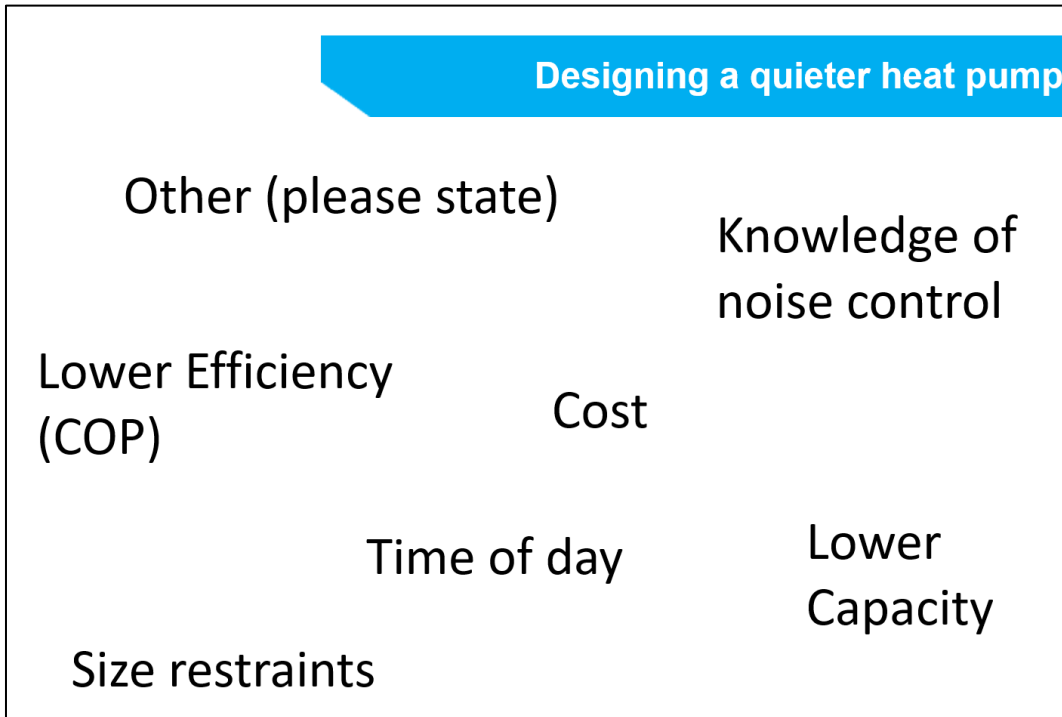 Designing a quieter heat pump
Other (please state)
Knowledge of
noise control
Lower Efficiency
(COP)
Cost
Time of day
Lower
Capacity
Size restraints